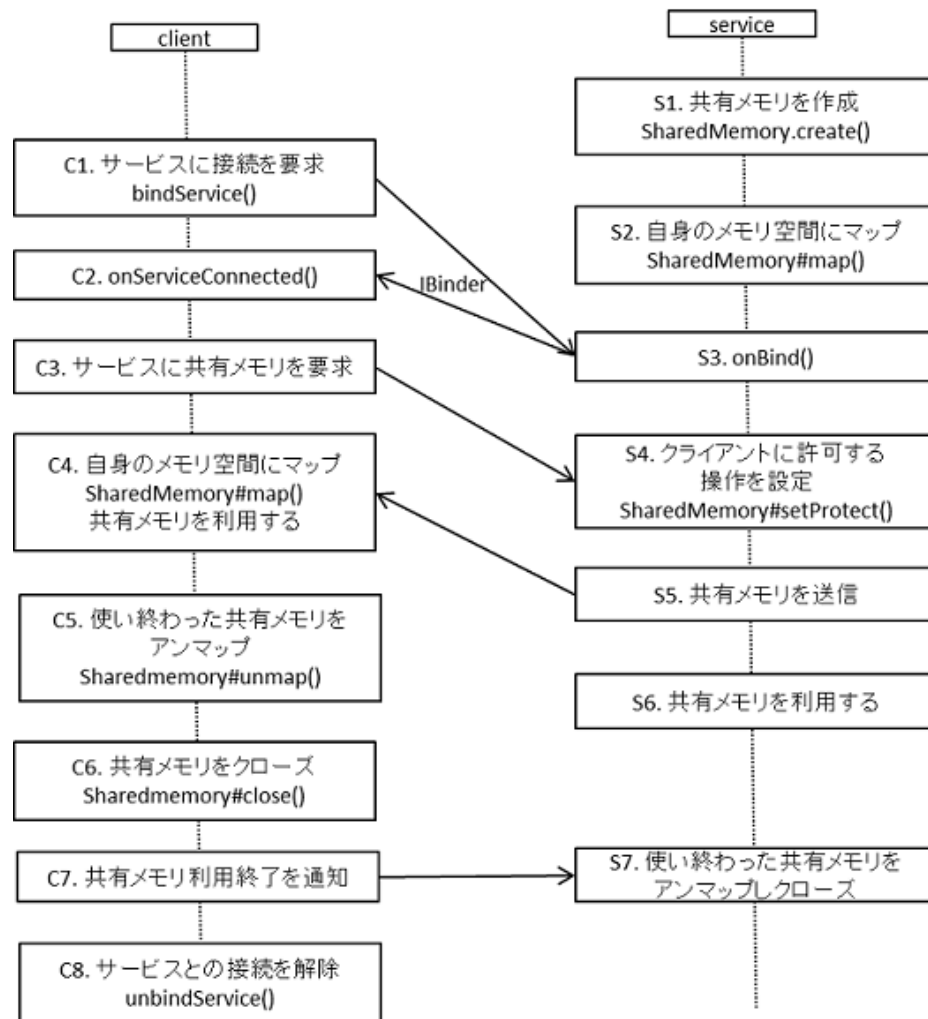 client
C1. サービスに接続を要求
bindService()
C2. onServiceConnected()
C3. サービスに共有メモリを要求
C4. 自身のメモリ空間にマップ
SharedMemory#map()
共有メモリを利用する
C5. 使い終わった共有メモリを
アンマップ
Sharedmemory#unmap()
C6. 共有メモリをクローズ
Sharedmemory#close()
C7. 共有メモリ利用終了を通知
C8. サービスとの接続を解除
unbindService()
IBinder
service
S1. 共有メモリを作成
SharedMemory.create()
S2. 自身のメモリ空間にマップ
SharedMemory#map()
S3. onBind()
S4. クライアントに許可する
操作を設定
SharedMemory#setProtect()
S5. 共有メモリを送信
S6. 共有メモリを利用する
S7. 使い終わった共有メモリを
アンマップしクローズ